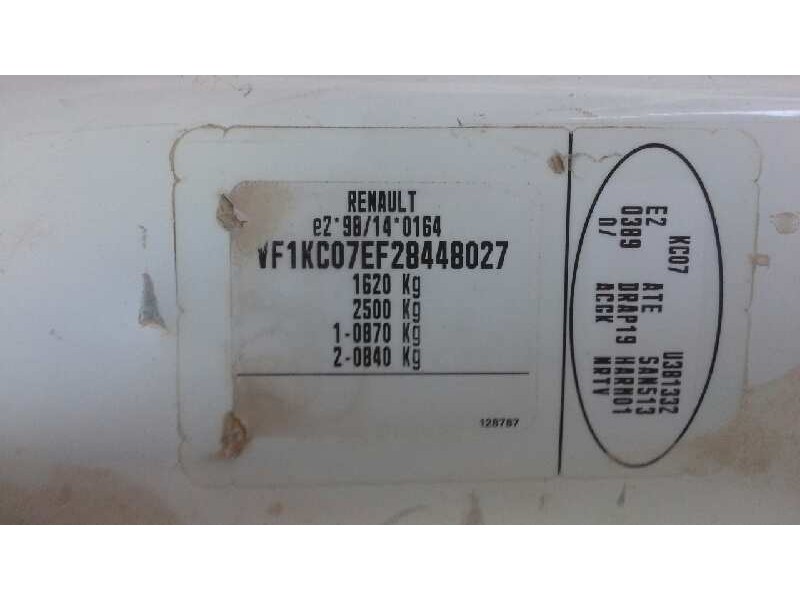 RENAULT
e2*98/14*0164
VF1KC07EF28448027
1620 Kg
2500 Kg
1-0870 Kg
2-0840 Kg
128787
KC07 ATE U381332
E2 DRAP19 SAN513
0389 ACGK HARM01
0/ NRTV